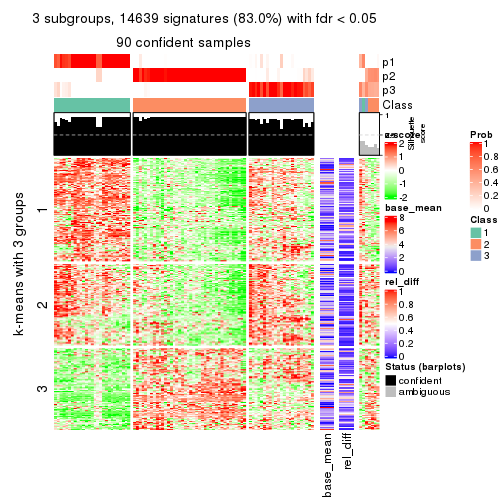 3 subgroups, 14639 signatures (83.0%) with fdr < 0.05
90 confident samples
p1
p2
p3
Class
1
Silhouette
score
k-means with 3 groups
1
2
3
base_mean
rel_diff
z-score
2
1
0
-1
-2
base_mean
8
6
4
2
0
rel_diff
1
0.8
0.6
0.4
0.2
0
Status (barplots)
confident
ambiguous
Prob
1
0.8
0.6
0.4
0.2
0
Class
1
2
3